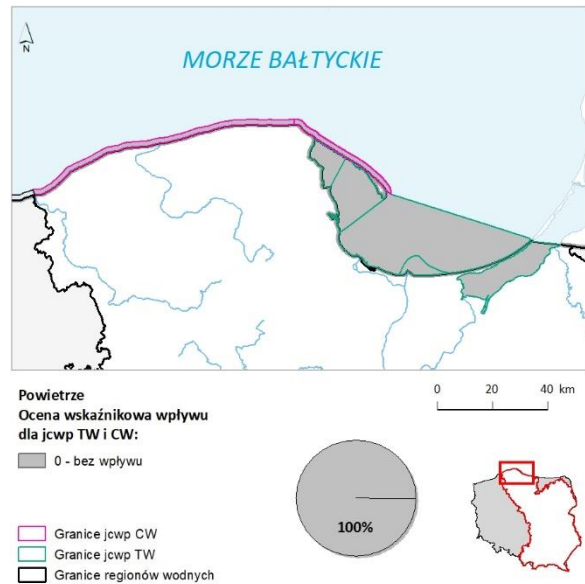 N
MORZE BAŁTYCKIE
Powietrze
Ocena wskaźnikowa wpływu
dla jcwp TW i CW:
0 - bez wpływu
0 20 40 km
100%
Granice jcwp CW
Granice jcwp TW
Granice regionów wodnych